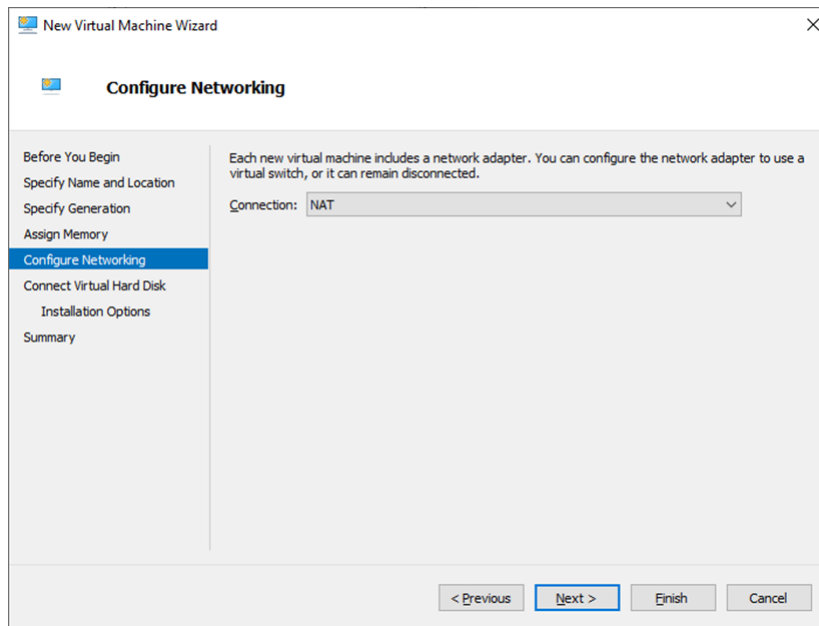 New Virtual Machine Wizard
Configure Networking
Before You Begin
Specify Name and Location
Specify Generation
Assign Memory
Configure Networking
Connect Virtual Hard Disk
Installation Options
Summary
Each new virtual machine includes a network adapter. You can configure the network adapter to use a
virtual switch, or it can remain disconnected.
Connection: NAT
< Previous Next > Finish Cancel